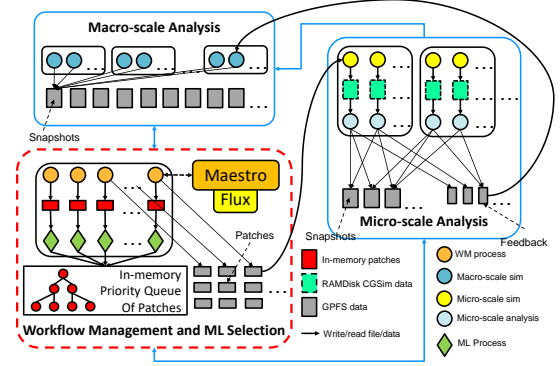 Macro-scale Analysis
Snapshots
Maestro
Flux
Patches
In-memory
Priority Queue
Of Patches
Workflow Management and ML Selection
Micro-scale Analysis
Snapshots
Feedback
In-memory patches
RAMDisk CGSim data
GPFS data
Write/read file/data
WM process
Macro-scale sim
Micro-scale sim
Micro-scale analysis
ML Process